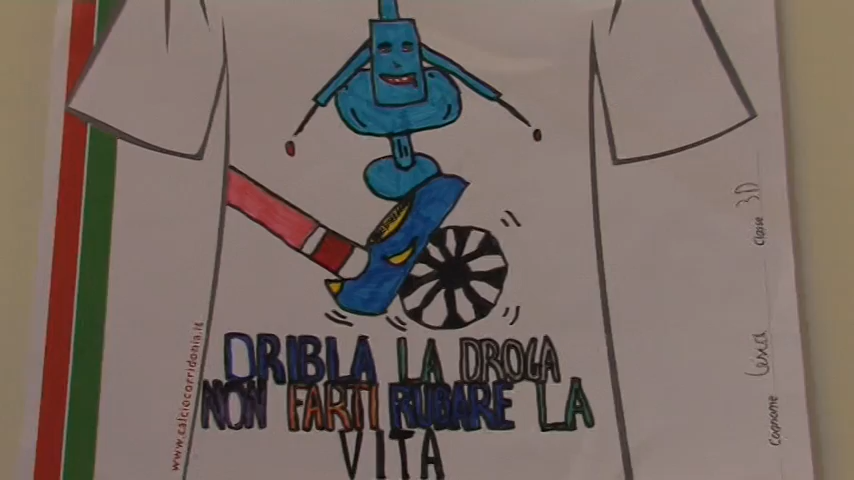 DRIBLA LA DROGA
NON FARTI RUBARE LA
VITA
www.calciocorridonia.it
Cognome
Classe 3D